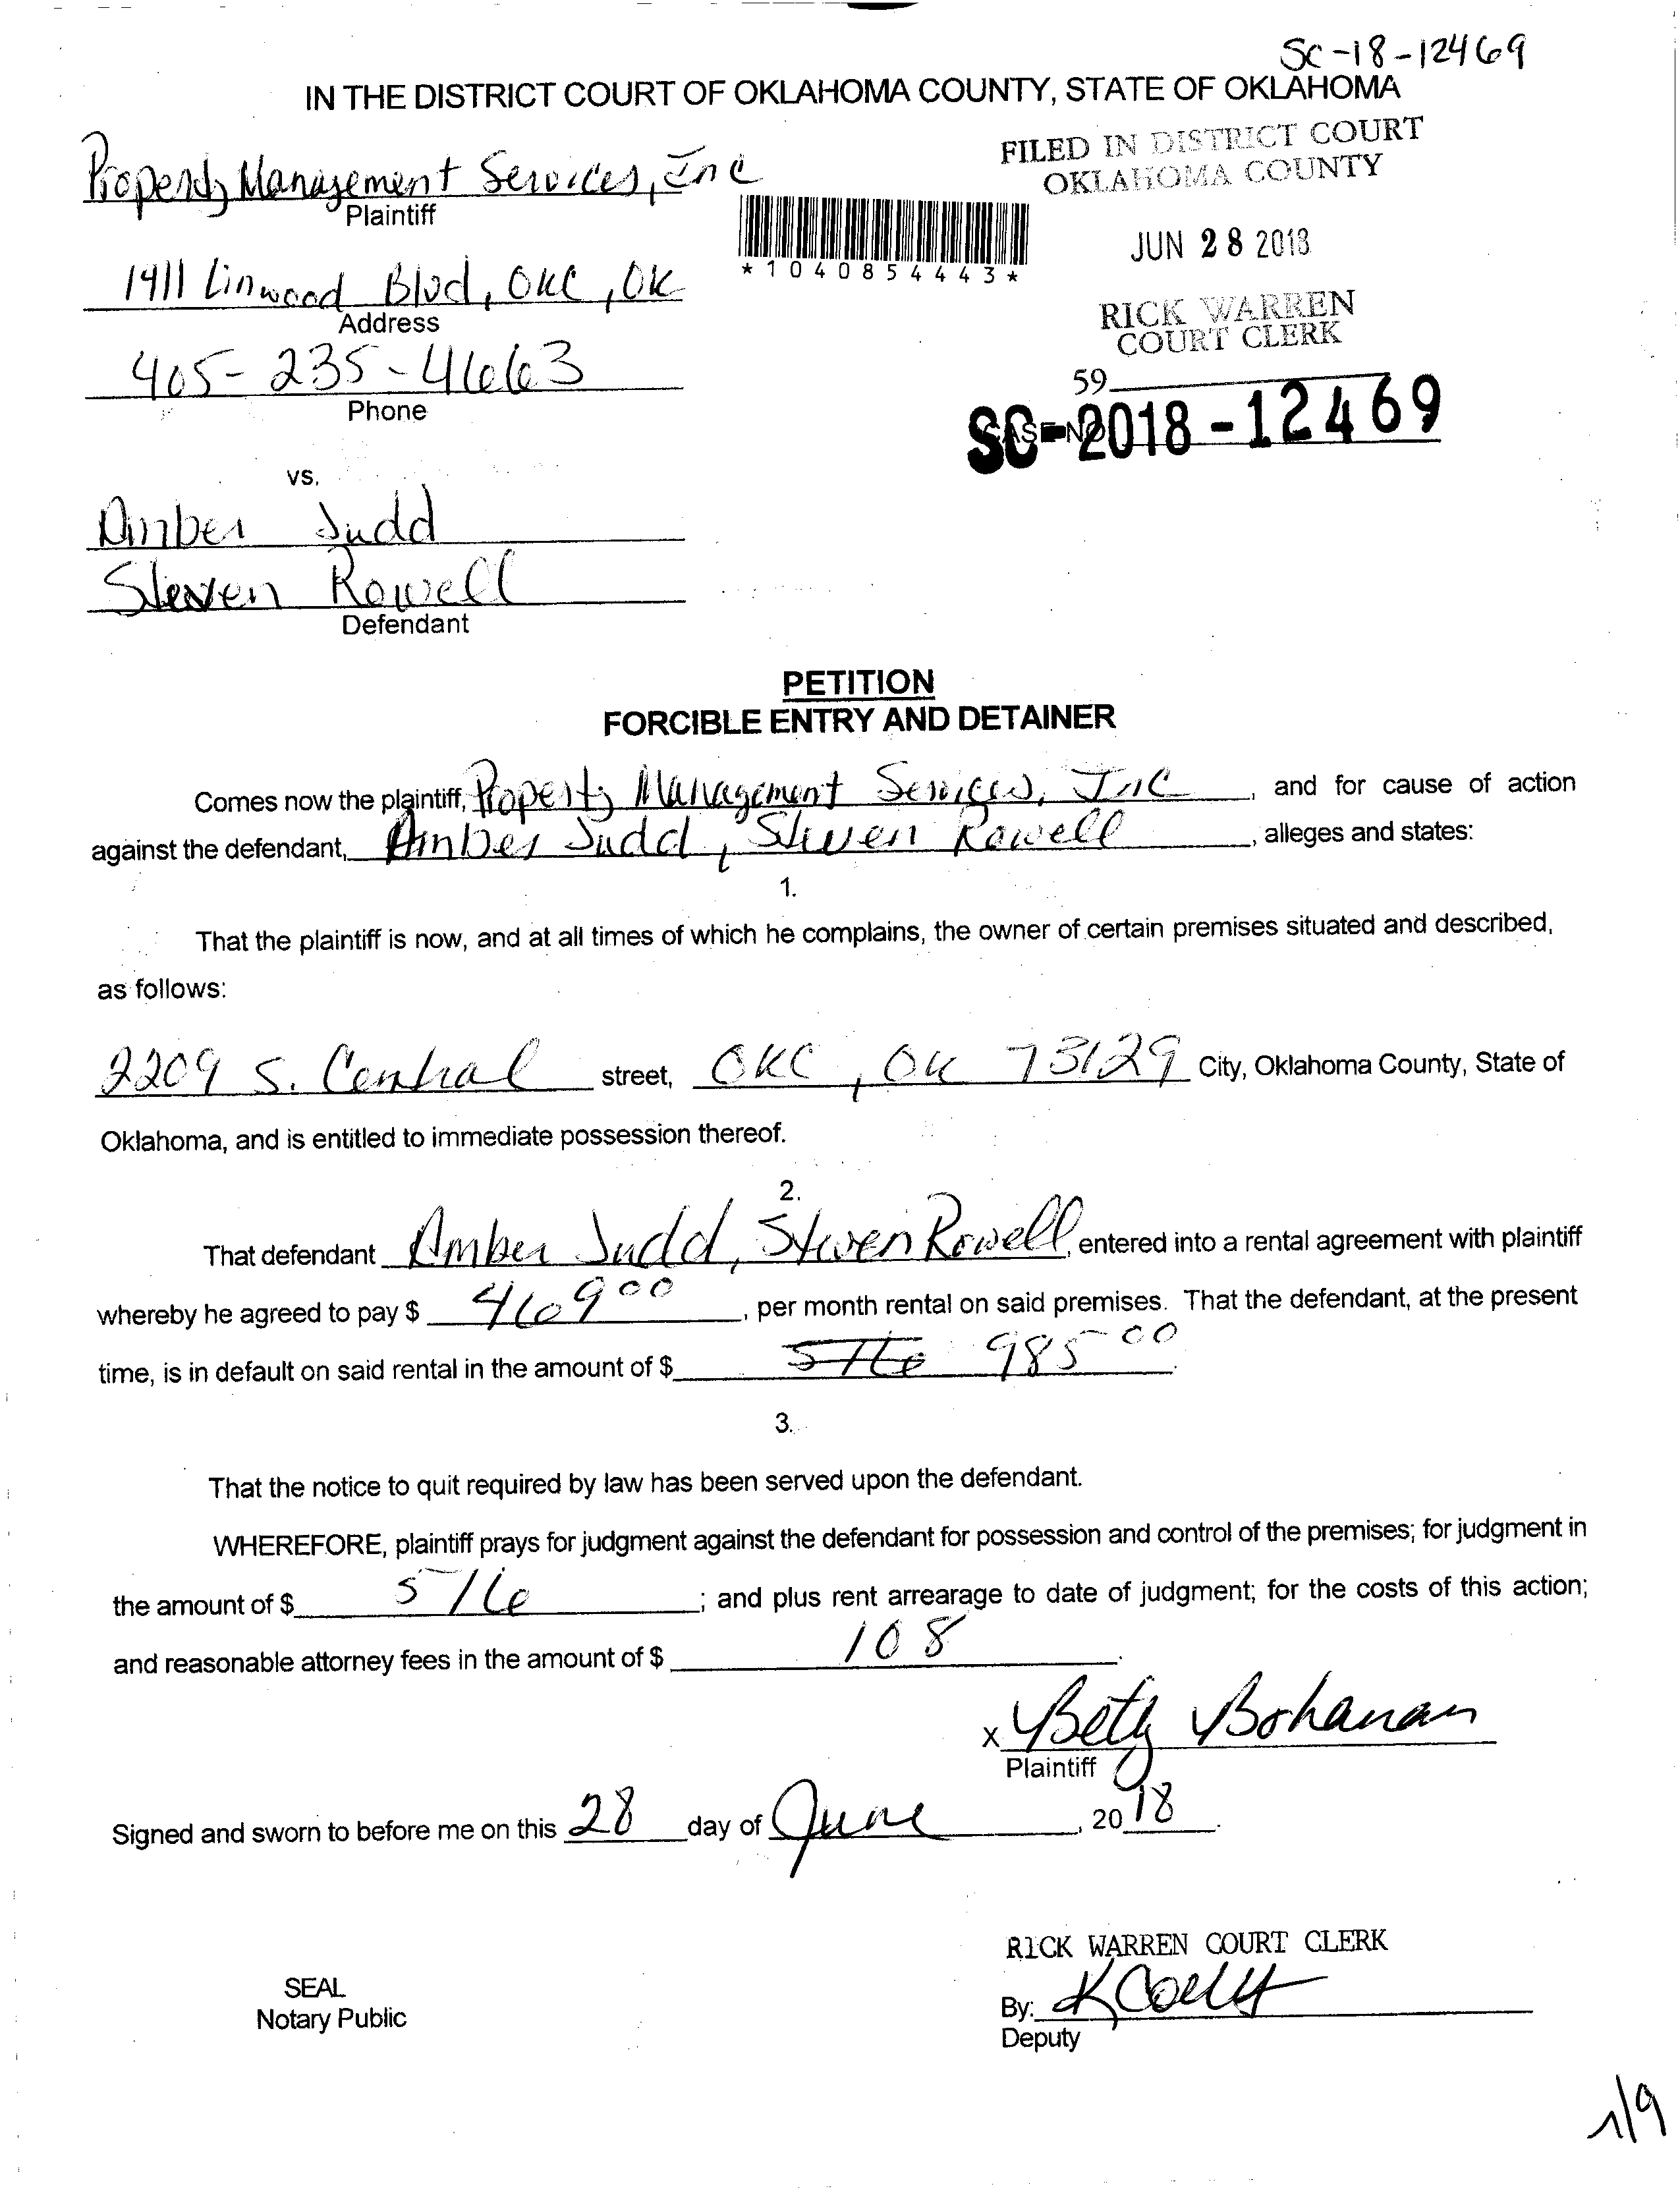 SC-18-12469
IN THE DISTRICT COURT OF OKLAHOMA COUNTY, STATE OF OKLAHOMA
FILED IN DISTRICT COURT
OKLAHOMA COUNTY
Property Management Services, Inc
Plaintiff
*1040854443*
JUN 28 2018
1911 Linwood Blvd, OKC, OK
Address
RICK WARREN
COURT CLERK
405-235-4663
Phone
59
CASE NO
SC-2018-12469
vs.
Amber Judd
Steven Rowell
Defendant
PETITION
FORCIBLE ENTRY AND DETAINER
Comes now the plaintiff, Property Management Services, Inc, and for cause of action
against the defendant, Amber Judd, Steven Rowell, alleges and states:
1.
That the plaintiff is now, and at all times of which he complains, the owner of certain premises situated and described,
as follows:
2209 S. Central street, OKC, OK 73129 City, Oklahoma County, State of
Oklahoma, and is entitled to immediate possession thereof.
2.
That defendant Amber Judd, Steven Rowell, entered into a rental agreement with plaintiff
whereby he agreed to pay $ 469 00, per month rental on said premises. That the defendant, at the present
time, is in default on said rental in the amount of $ 516 985 00.
3.
That the notice to quit required by law has been served upon the defendant.
WHEREFORE, plaintiff prays for judgment against the defendant for possession and control of the premises; for judgment in
the amount of $ 516; and plus rent arrearage to date of judgment; for the costs of this action;
and reasonable attorney fees in the amount of $ 108.
x Betty Bohanan
Plaintiff
Signed and sworn to before me on this 28 day of June, 2018.
RICK WARREN COURT CLERK
SEAL
Notary Public
By:
Deputy
7/9